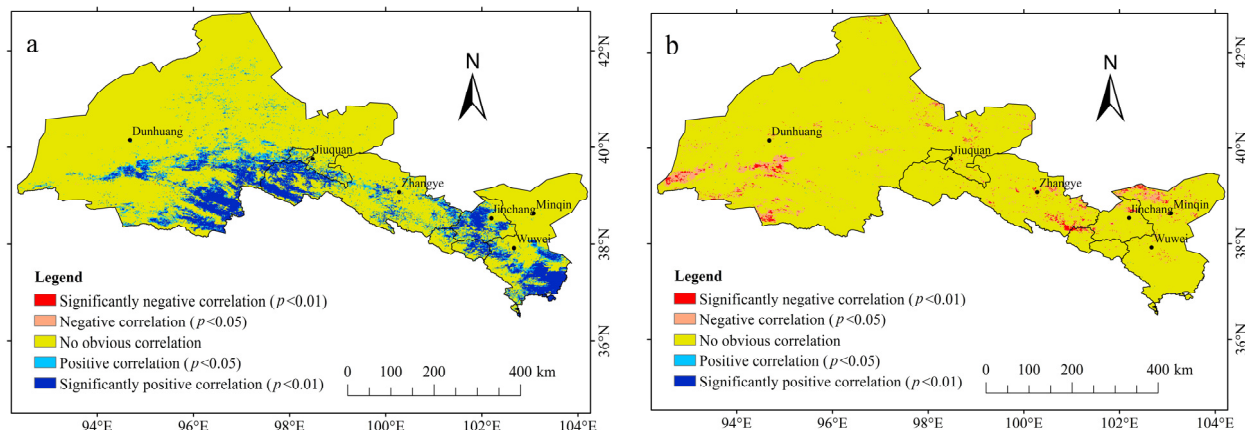 a
N
42°N
40°N
38°N
36°N
Dunhuang
Jiuquan
Zhangye
Jinchang
Minqin
Wuwei
Legend
Significantly negative correlation (p<0.01)
Negative correlation (p<0.05)
No obvious correlation
Positive correlation (p<0.05)
Significantly positive correlation (p<0.01)
0 100 200 400 km
94°E 96°E 98°E 100°E 102°E 104°E
b
N
42°N
40°N
38°N
36°N
Dunhuang
Jiuquan
Zhangye
Jinchang
Minqin
Wuwei
Legend
Significantly negative correlation (p<0.01)
Negative correlation (p<0.05)
No obvious correlation
Positive correlation (p<0.05)
Significantly positive correlation (p<0.01)
0 100 200 400 km
94°E 96°E 98°E 100°E 102°E 104°E